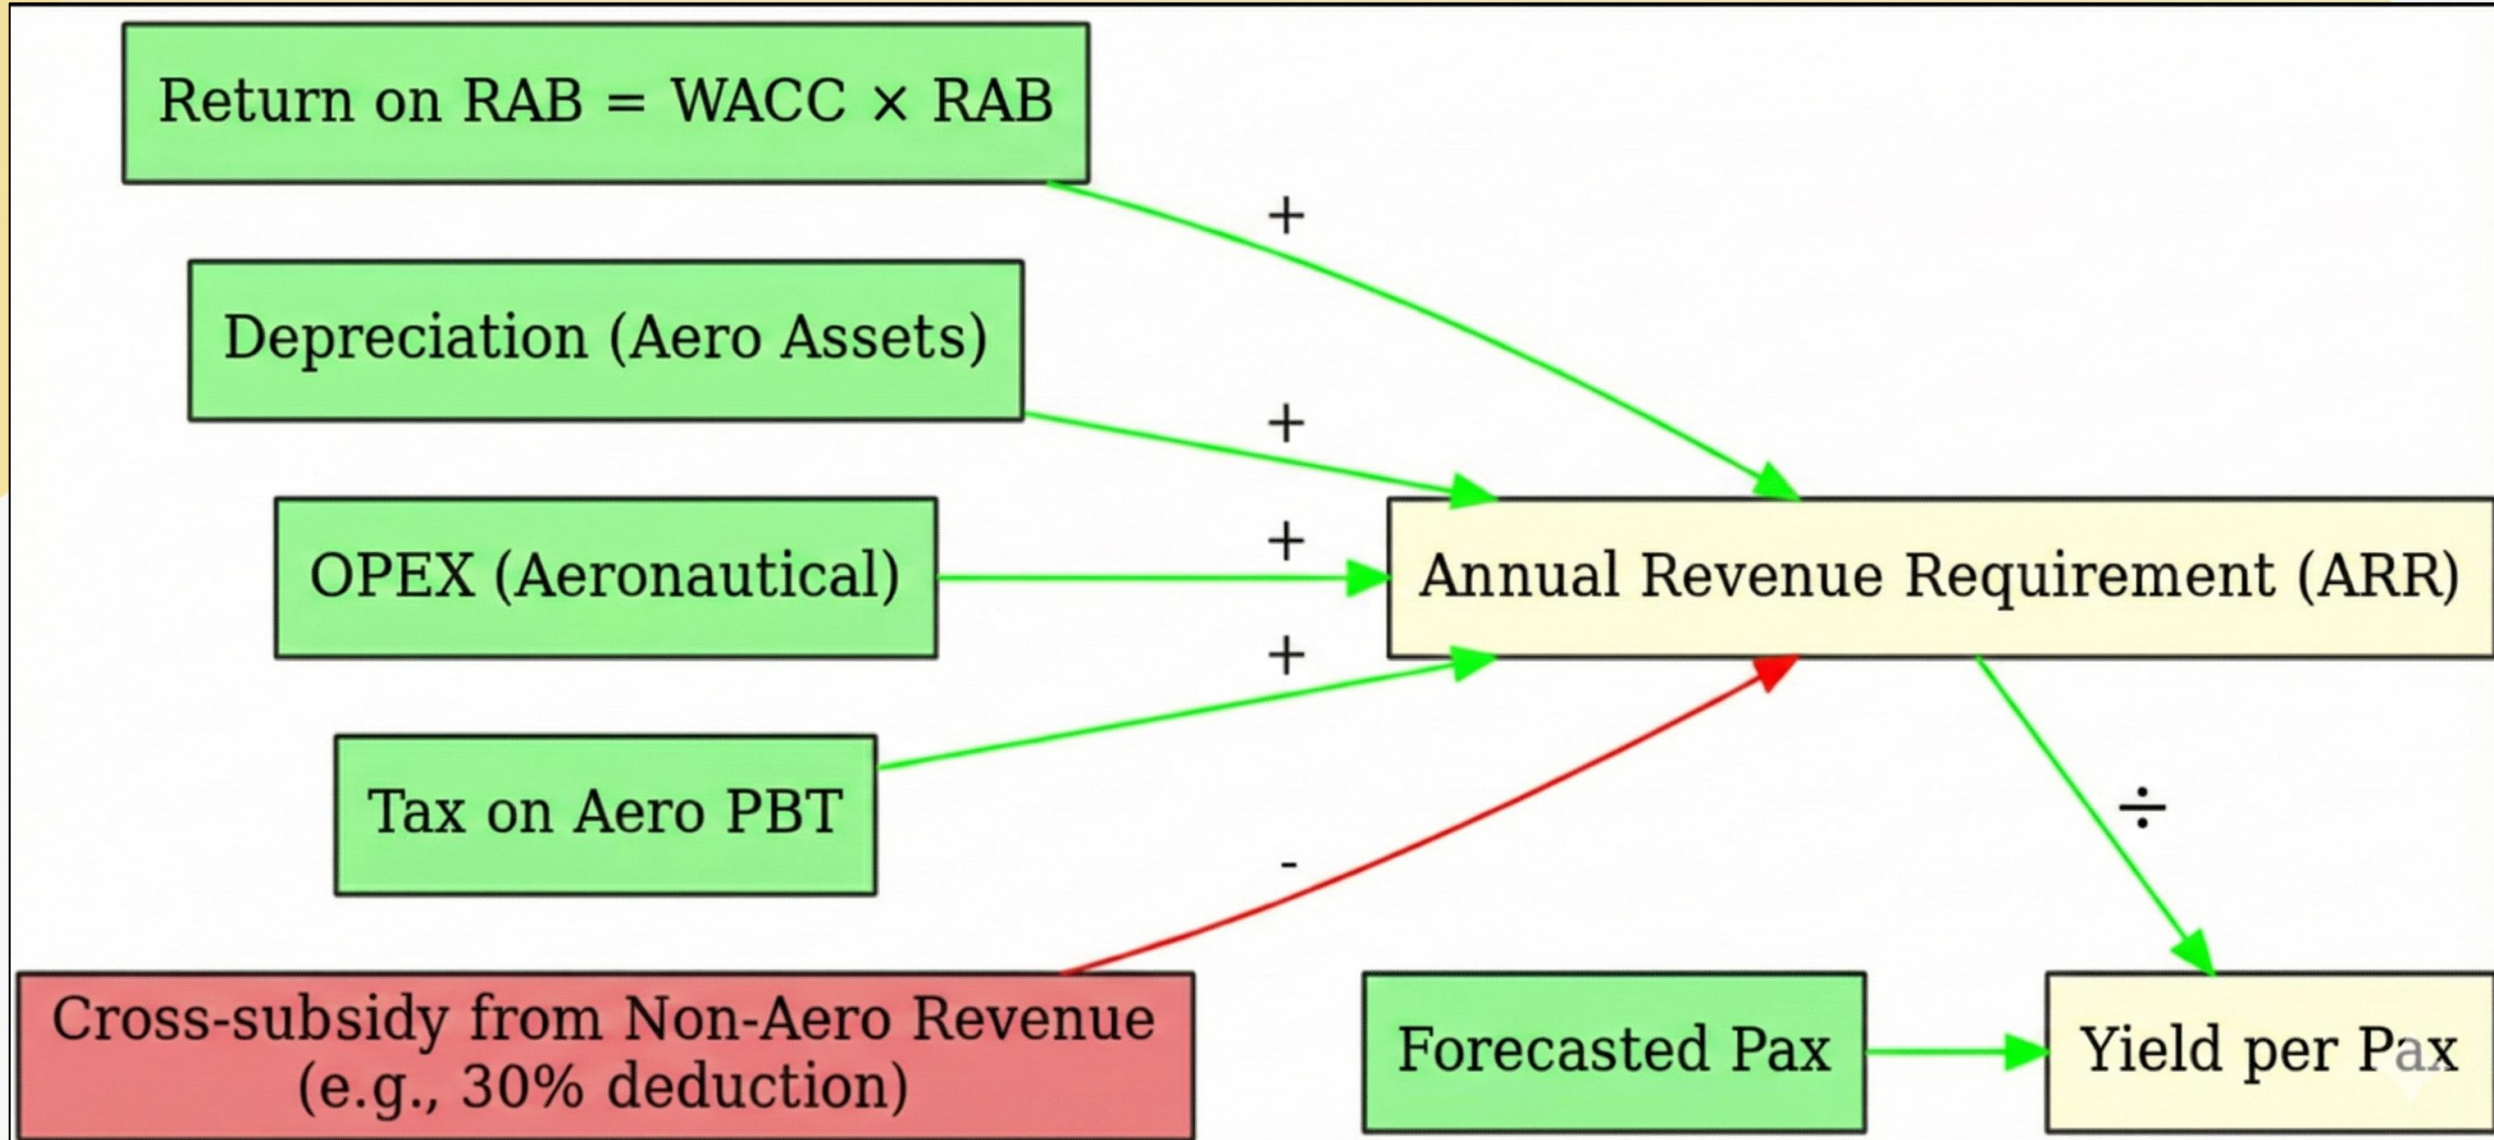 Return on RAB = WACC × RAB
+
Depreciation (Aero Assets)
+
OPEX (Aeronautical)
+
Annual Revenue Requirement (ARR)
+
Tax on Aero PBT
÷
-
Cross-subsidy from Non-Aero Revenue
(e.g., 30% deduction)
Forecasted Pax
Yield per Pax